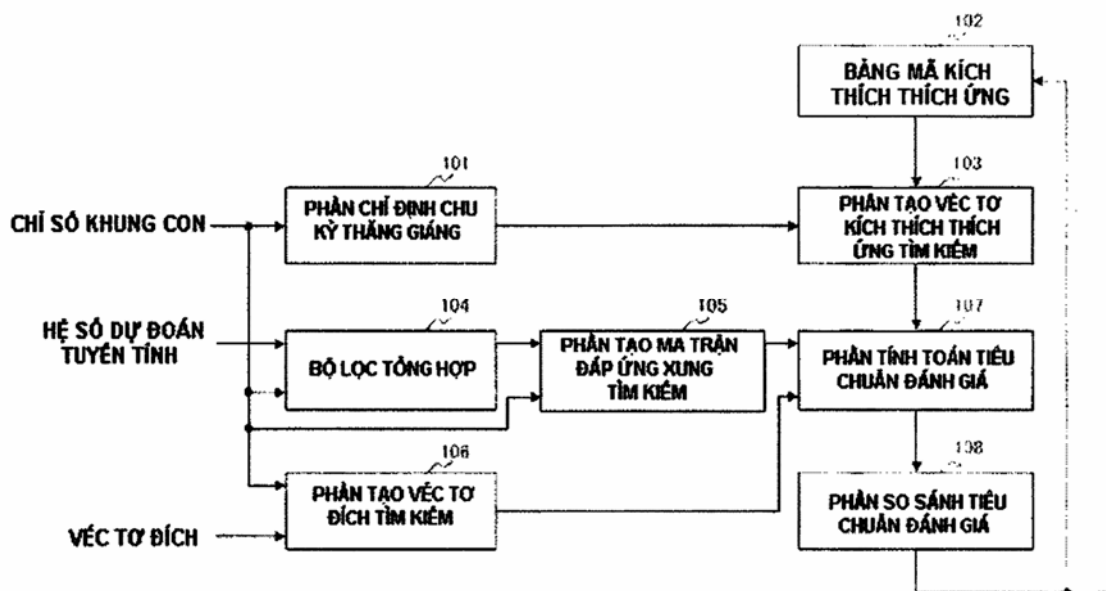 102
BẢNG MÃ KÍCH
THÍCH THÍCH ỨNG
101
PHẦN CHỈ ĐỊNH CHU
KỲ THĂNG GIÁNG
103
PHẦN TẠO VÉC TƠ
KÍCH THÍCH THÍCH
ỨNG TÌM KIẾM
CHỈ SỐ KHUNG CON
HỆ SỐ DỰ ĐOÁN
TUYẾN TÍNH
104
BỘ LỌC TỔNG HỢP
105
PHẦN TẠO MA TRẬN
ĐÁP ỨNG XUNG
TÌM KIẾM
107
PHẦN TÍNH TOÁN TIÊU
CHUẨN ĐÁNH GIÁ
106
PHẦN TẠO VÉC TƠ
ĐÍCH TÌM KIẾM
VÉC TƠ ĐÍCH
108
PHẦN SO SÁNH TIÊU
CHUẨN ĐÁNH GIÁ